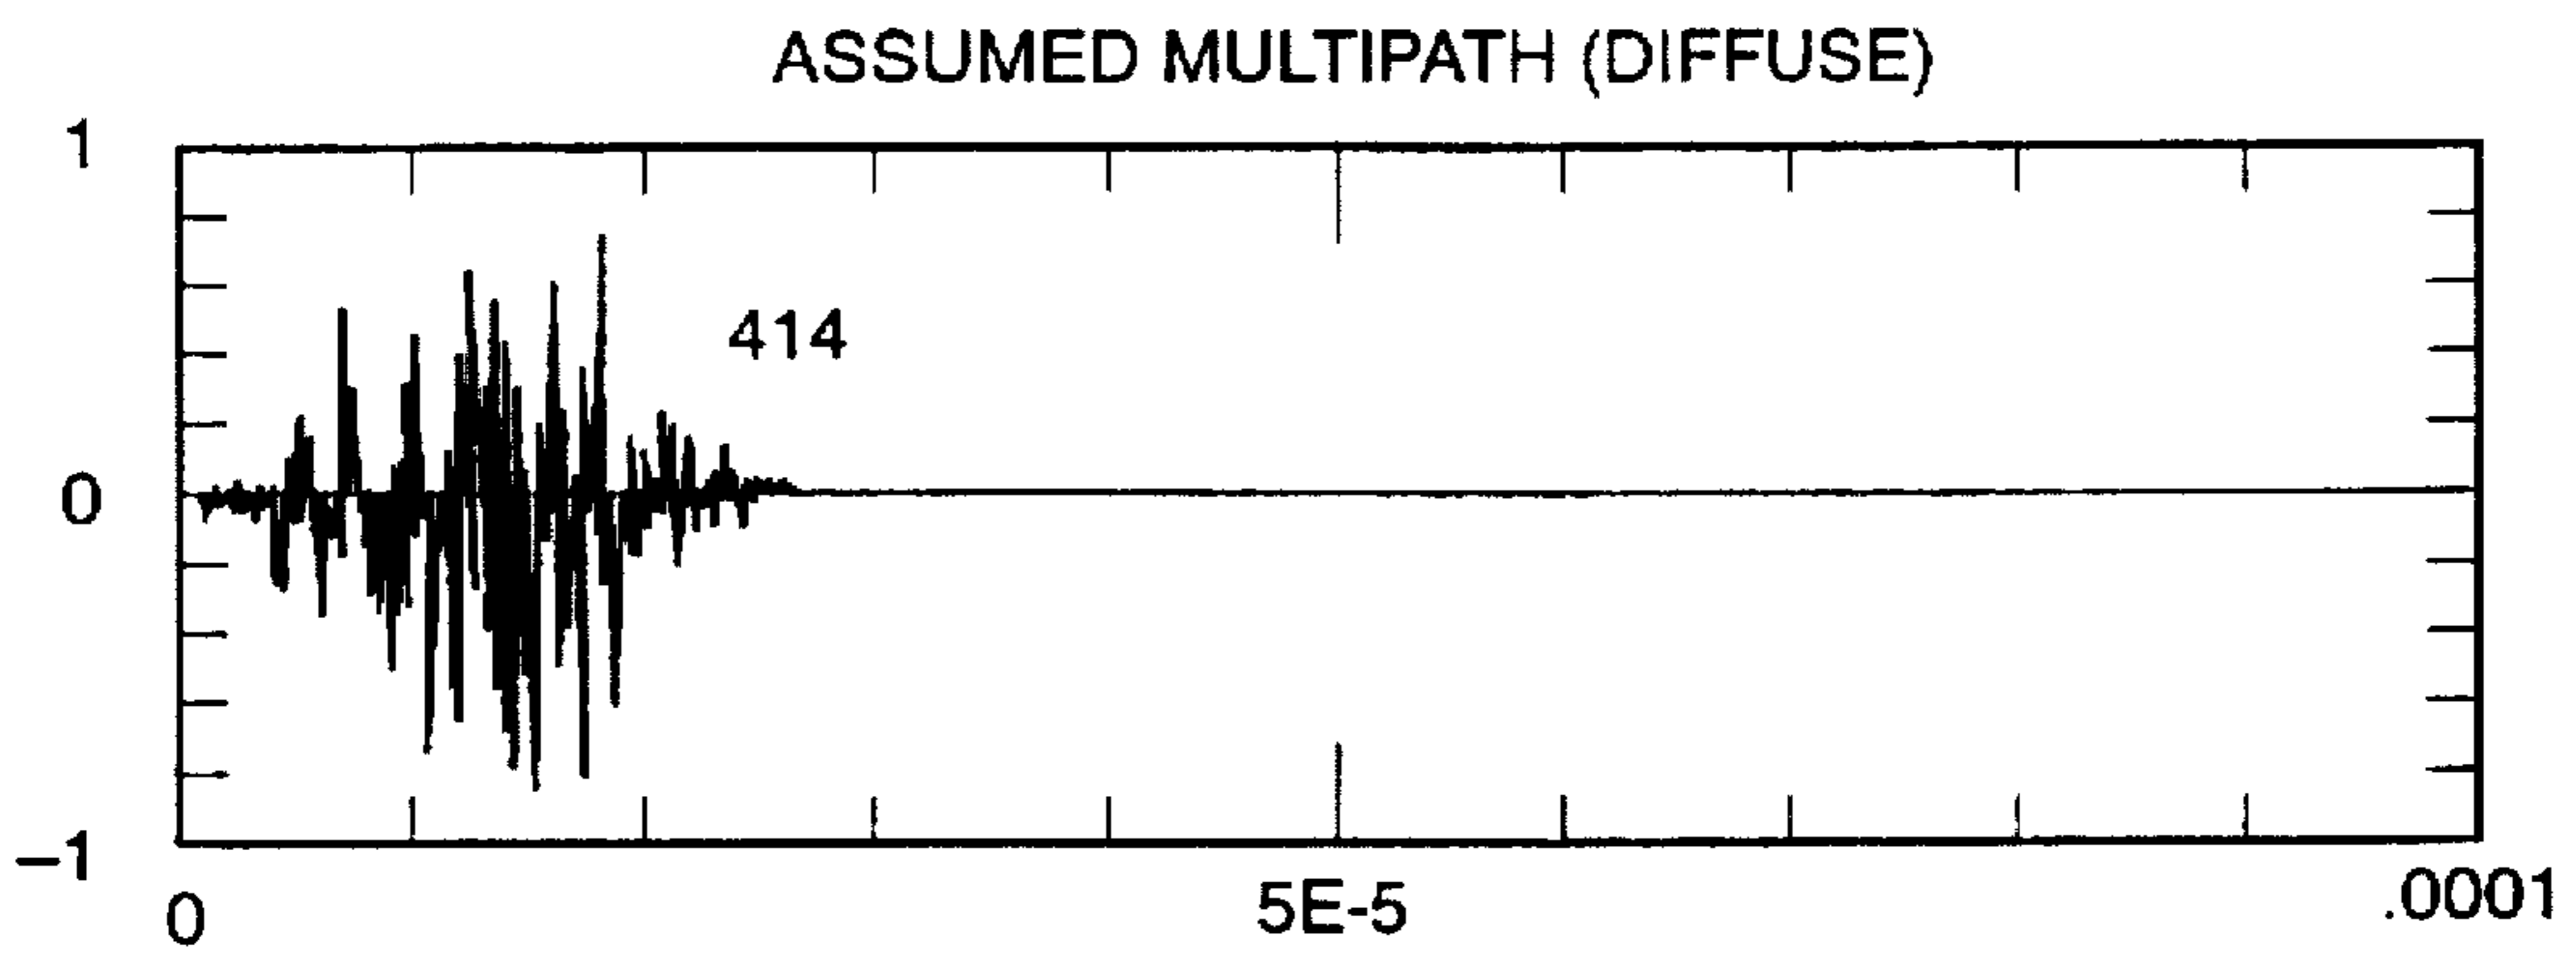 ASSUMED MULTIPATH (DIFFUSE)
1
414
0
–1
0 5E-5 .0001